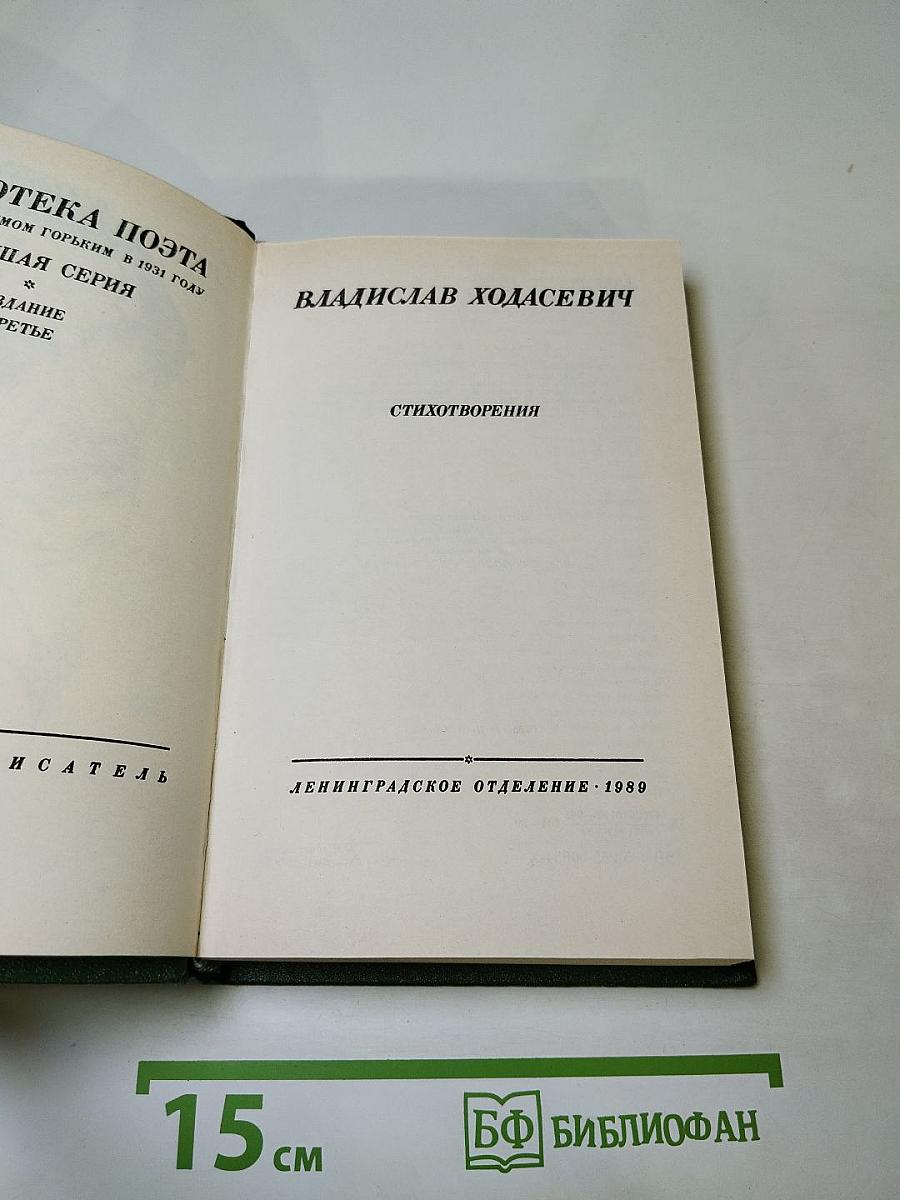 ОТЕКА ПОЭТА
МОМ ГОРЬКИМ В 1931 ГОДУ
ШАЯ СЕРИЯ
ЗДАНИЕ
РЕТЬЕ
ИСАТЕЛЬ
ВЛАДИСЛАВ ХОДАСЕВИЧ
СТИХОТВОРЕНИЯ
ЛЕНИНГРАДСКОЕ ОТДЕЛЕНИЕ · 1989
15 см
БФ БИБЛИОФАН